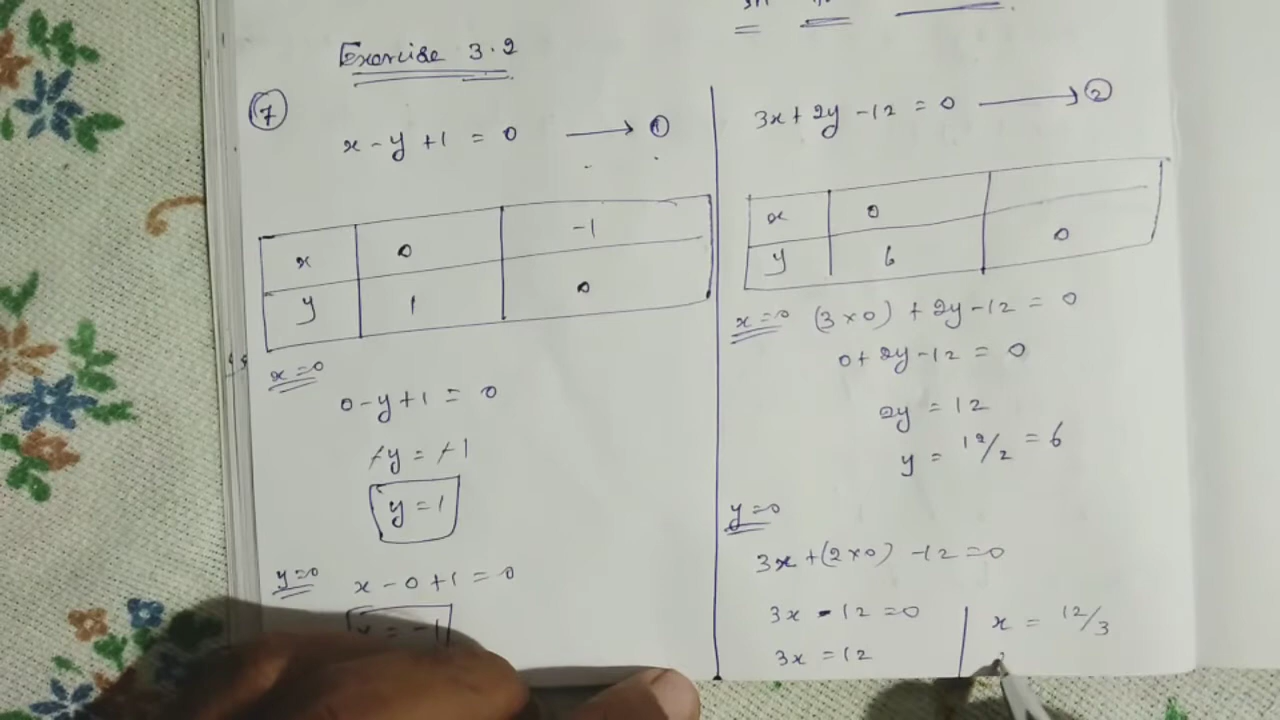 Exercise 3.2
7
x - y + 1 = 0 ⟶ 1
x 0 -1
y 1 0
x=0
0 - y + 1 = 0
-y = -1
y = 1
y=0 x - 0 + 1 = 0
x = -1
3x + 2y - 12 = 0 ⟶ 2
x 0
y 6 0
x=0 (3×0) + 2y - 12 = 0
0 + 2y - 12 = 0
2y = 12
y = 12/2 = 6
y=0
3x + (2×0) - 12 = 0
3x - 12 = 0
3x = 12
x = 12/3